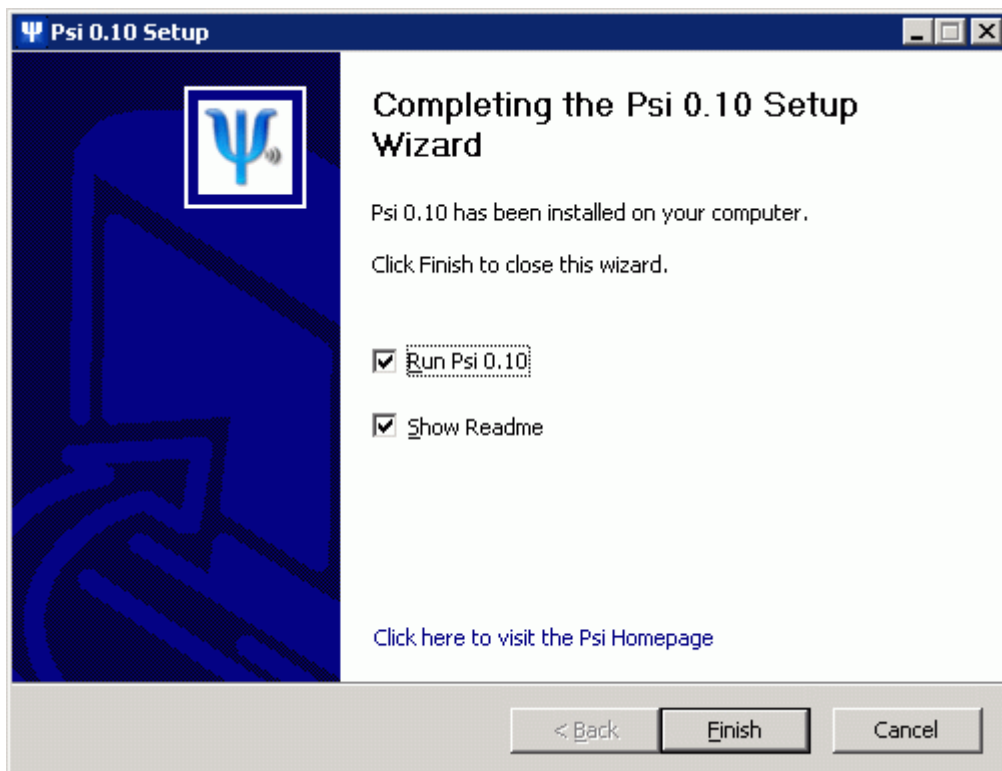 Psi 0.10 Setup
Completing the Psi 0.10 Setup
Wizard
Psi 0.10 has been installed on your computer.
Click Finish to close this wizard.
Run Psi 0.10
Show Readme
Click here to visit the Psi Homepage
< Back
Finish
Cancel